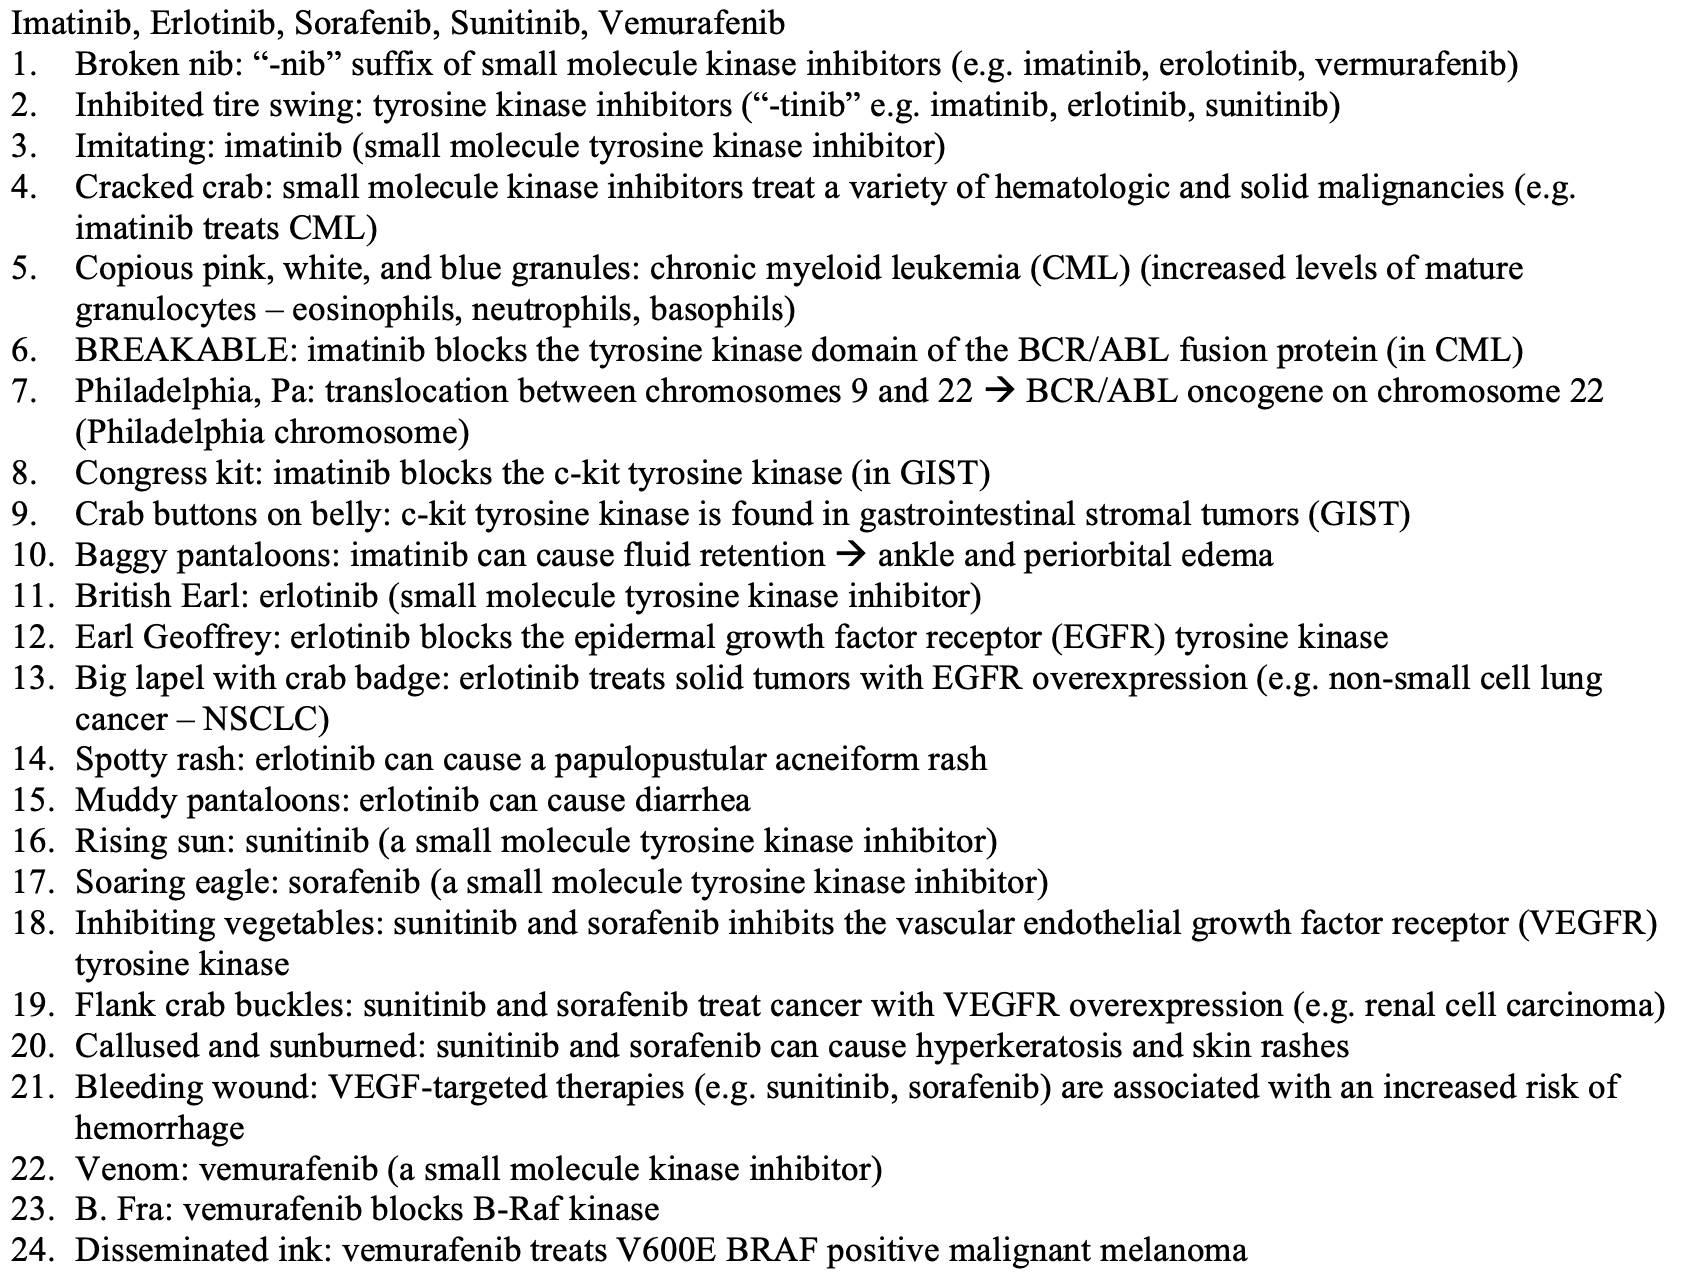 Imatinib, Erlotinib, Sorafenib, Sunitinib, Vemurafenib
1. Broken nib: “-nib” suffix of small molecule kinase inhibitors (e.g. imatinib, erolotinib, vermurafenib)
2. Inhibited tire swing: tyrosine kinase inhibitors (“-tinib” e.g. imatinib, erlotinib, sunitinib)
3. Imitating: imatinib (small molecule tyrosine kinase inhibitor)
4. Cracked crab: small molecule kinase inhibitors treat a variety of hematologic and solid malignancies (e.g.
imatinib treats CML)
5. Copious pink, white, and blue granules: chronic myeloid leukemia (CML) (increased levels of mature
granulocytes – eosinophils, neutrophils, basophils)
6. BREAKABLE: imatinib blocks the tyrosine kinase domain of the BCR/ABL fusion protein (in CML)
7. Philadelphia, Pa: translocation between chromosomes 9 and 22 → BCR/ABL oncogene on chromosome 22
(Philadelphia chromosome)
8. Congress kit: imatinib blocks the c-kit tyrosine kinase (in GIST)
9. Crab buttons on belly: c-kit tyrosine kinase is found in gastrointestinal stromal tumors (GIST)
10. Baggy pantaloons: imatinib can cause fluid retention → ankle and periorbital edema
11. British Earl: erlotinib (small molecule tyrosine kinase inhibitor)
12. Earl Geoffrey: erlotinib blocks the epidermal growth factor receptor (EGFR) tyrosine kinase
13. Big lapel with crab badge: erlotinib treats solid tumors with EGFR overexpression (e.g. non-small cell lung
cancer – NSCLC)
14. Spotty rash: erlotinib can cause a papulopustular acneiform rash
15. Muddy pantaloons: erlotinib can cause diarrhea
16. Rising sun: sunitinib (a small molecule tyrosine kinase inhibitor)
17. Soaring eagle: sorafenib (a small molecule tyrosine kinase inhibitor)
18. Inhibiting vegetables: sunitinib and sorafenib inhibits the vascular endothelial growth factor receptor (VEGFR)
tyrosine kinase
19. Flank crab buckles: sunitinib and sorafenib treat cancer with VEGFR overexpression (e.g. renal cell carcinoma)
20. Callused and sunburned: sunitinib and sorafenib can cause hyperkeratosis and skin rashes
21. Bleeding wound: VEGF-targeted therapies (e.g. sunitinib, sorafenib) are associated with an increased risk of
hemorrhage
22. Venom: vemurafenib (a small molecule kinase inhibitor)
23. B. Fra: vemurafenib blocks B-Raf kinase
24. Disseminated ink: vemurafenib treats V600E BRAF positive malignant melanoma